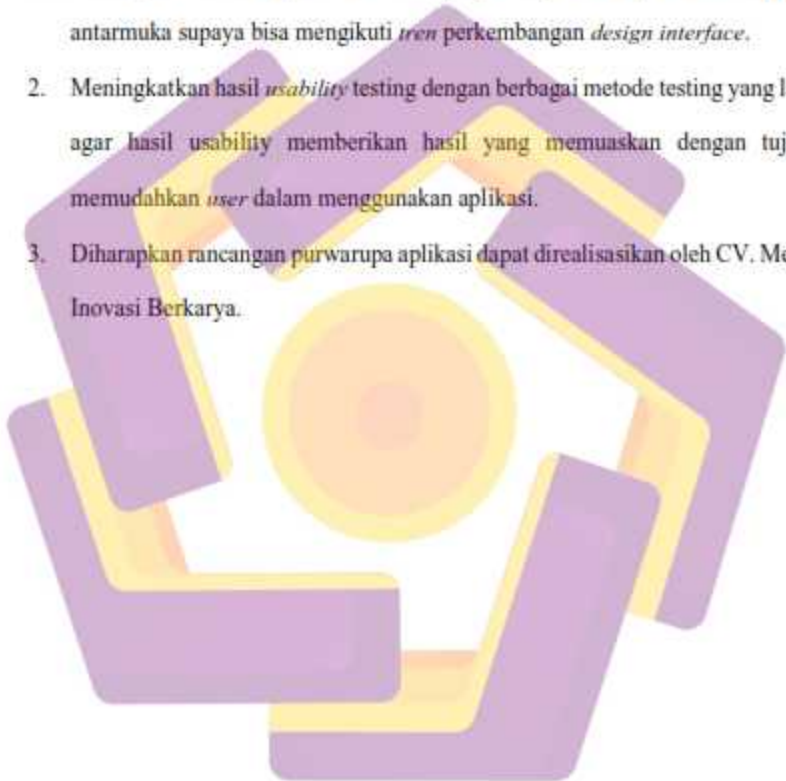 antarmuka supaya bisa mengikuti tren perkembangan design interface.
2. Meningkatkan hasil usability testing dengan berbagai metode testing yang
agar hasil usability memberikan hasil yang memuaskan dengan
memudahkan user dalam menggunakan aplikasi.
3. Diharapkan rancangan purwarupa aplikasi dapat direalisasikan oleh CV.
Inovasi Berkarya.